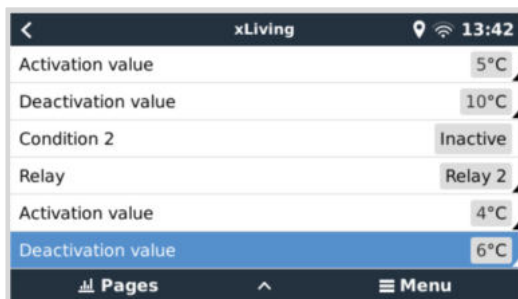 xLiving 13:42
Activation value 5°C
Deactivation value 10°C
Condition 2 Inactive
Relay Relay 2
Activation value 4°C
Deactivation value 6°C
Pages Menu